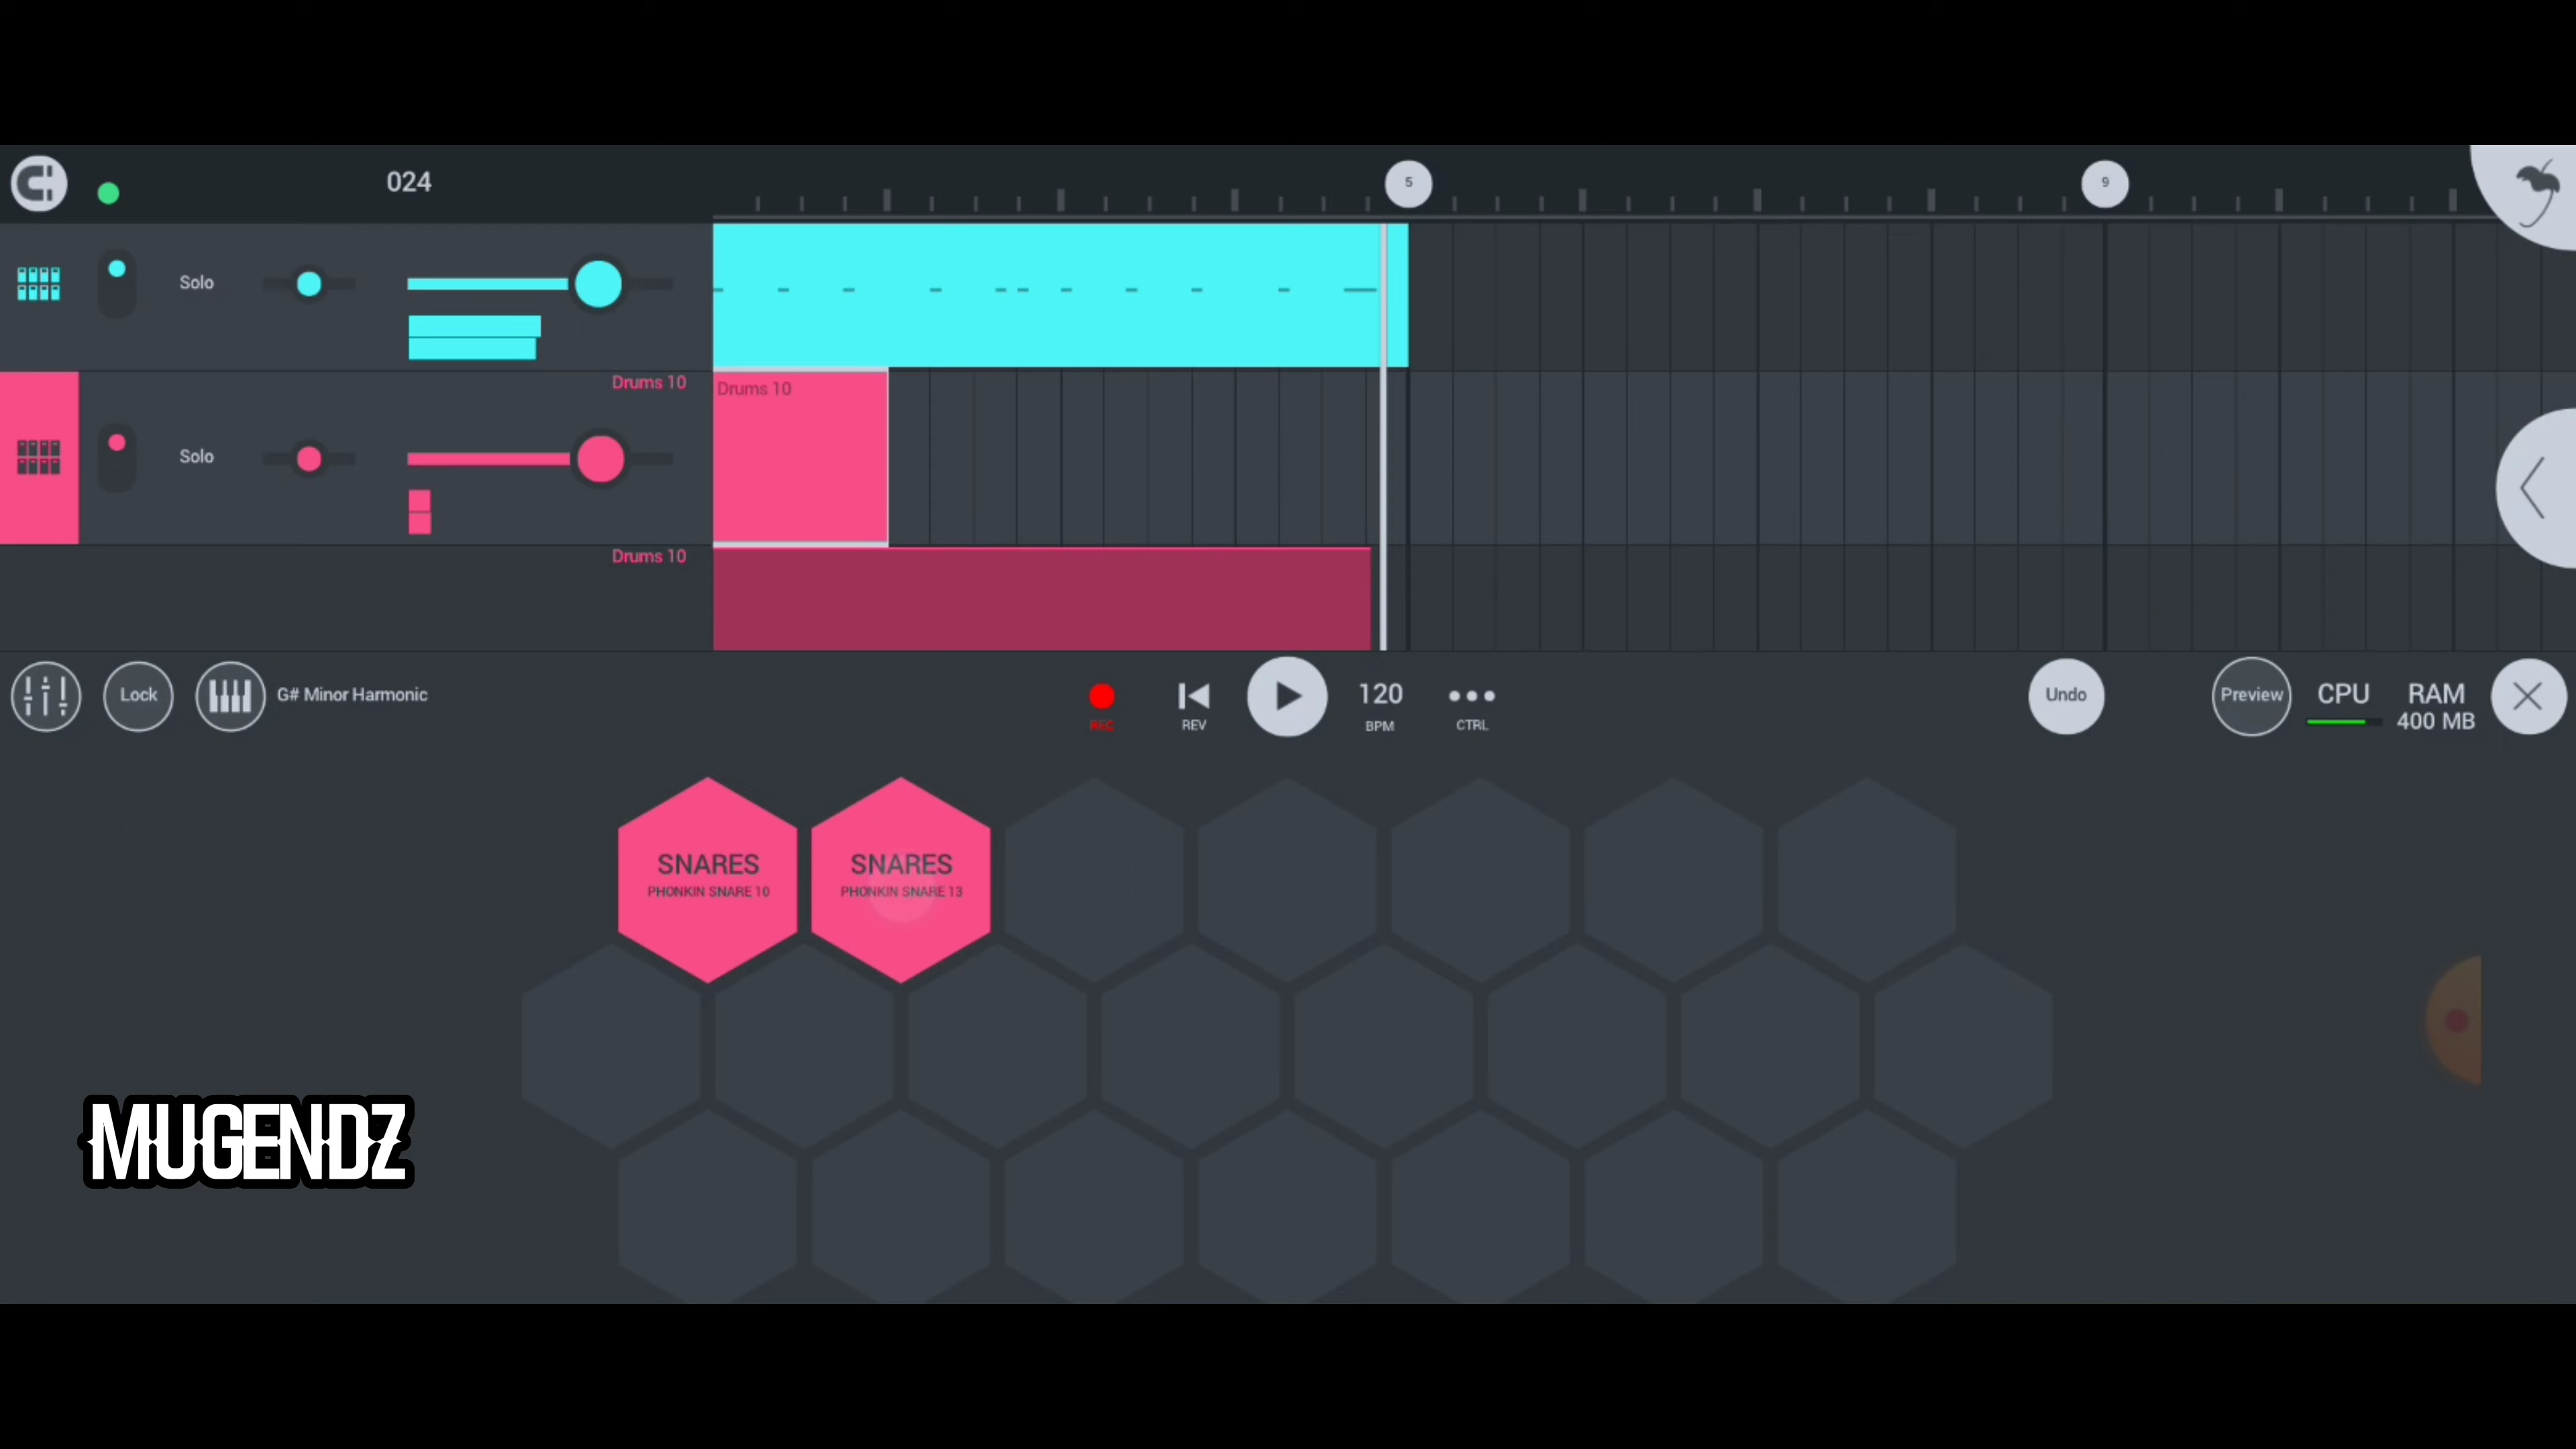 024
5
9
Solo
Drums 10
Drums 10
Solo
Drums 10
Lock
G# Minor Harmonic
REC
REV
120
BPM
CTRL
Undo
Preview
CPU
RAM
400 MB
SNARES
PHONKIN SNARE 10
SNARES
PHONKIN SNARE 13
MUGENDZ